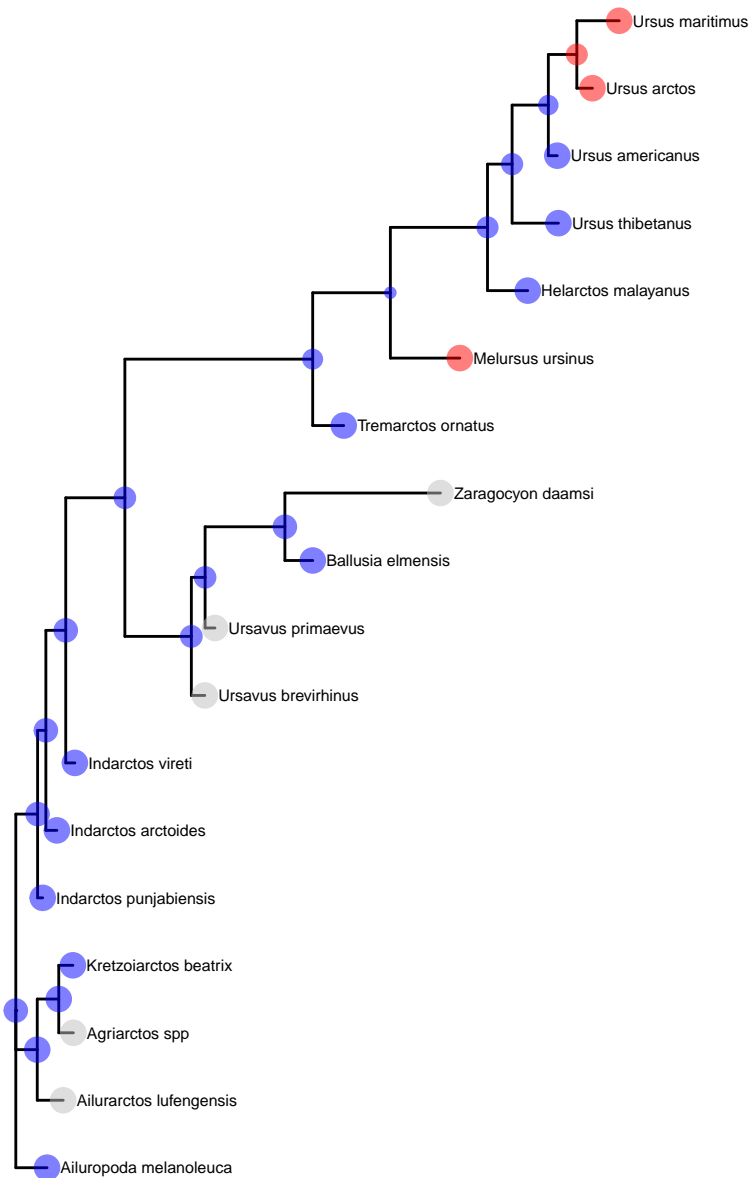 Ursus maritimus
Ursus arctos
Ursus americanus
Ursus thibetanus
Helarctos malayanus
Melursus ursinus
Tremarctos ornatus
Zaragocyon daamsi
Ballusia elmensis
Ursavus primaevus
Ursavus brevirhinus
Indarctos vireti
Indarctos arctoides
Indarctos punjabiensis
Kretzoiarctos beatrix
Agriarctos spp
Ailurarctos lufengensis
Ailuropoda melanoleuca